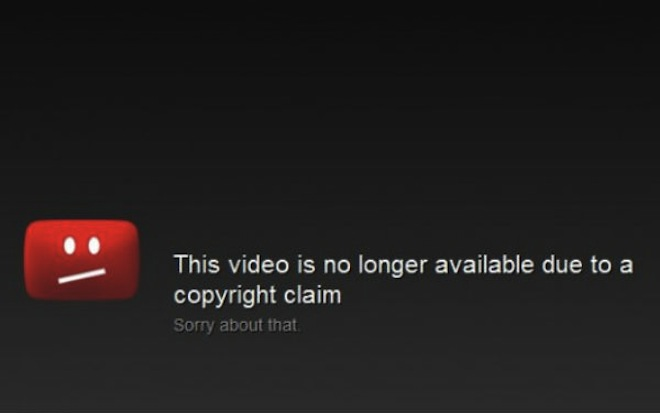 This video is no longer available due to a
copyright claim
Sorry about that.